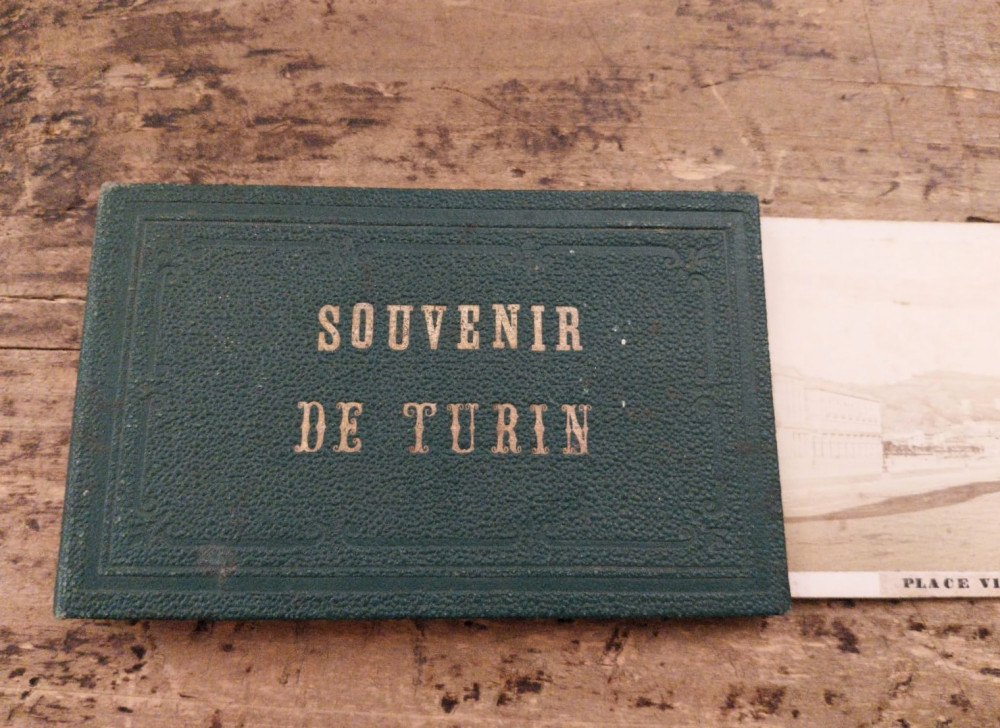 SOUVENIR
DE TURIN
PLACE